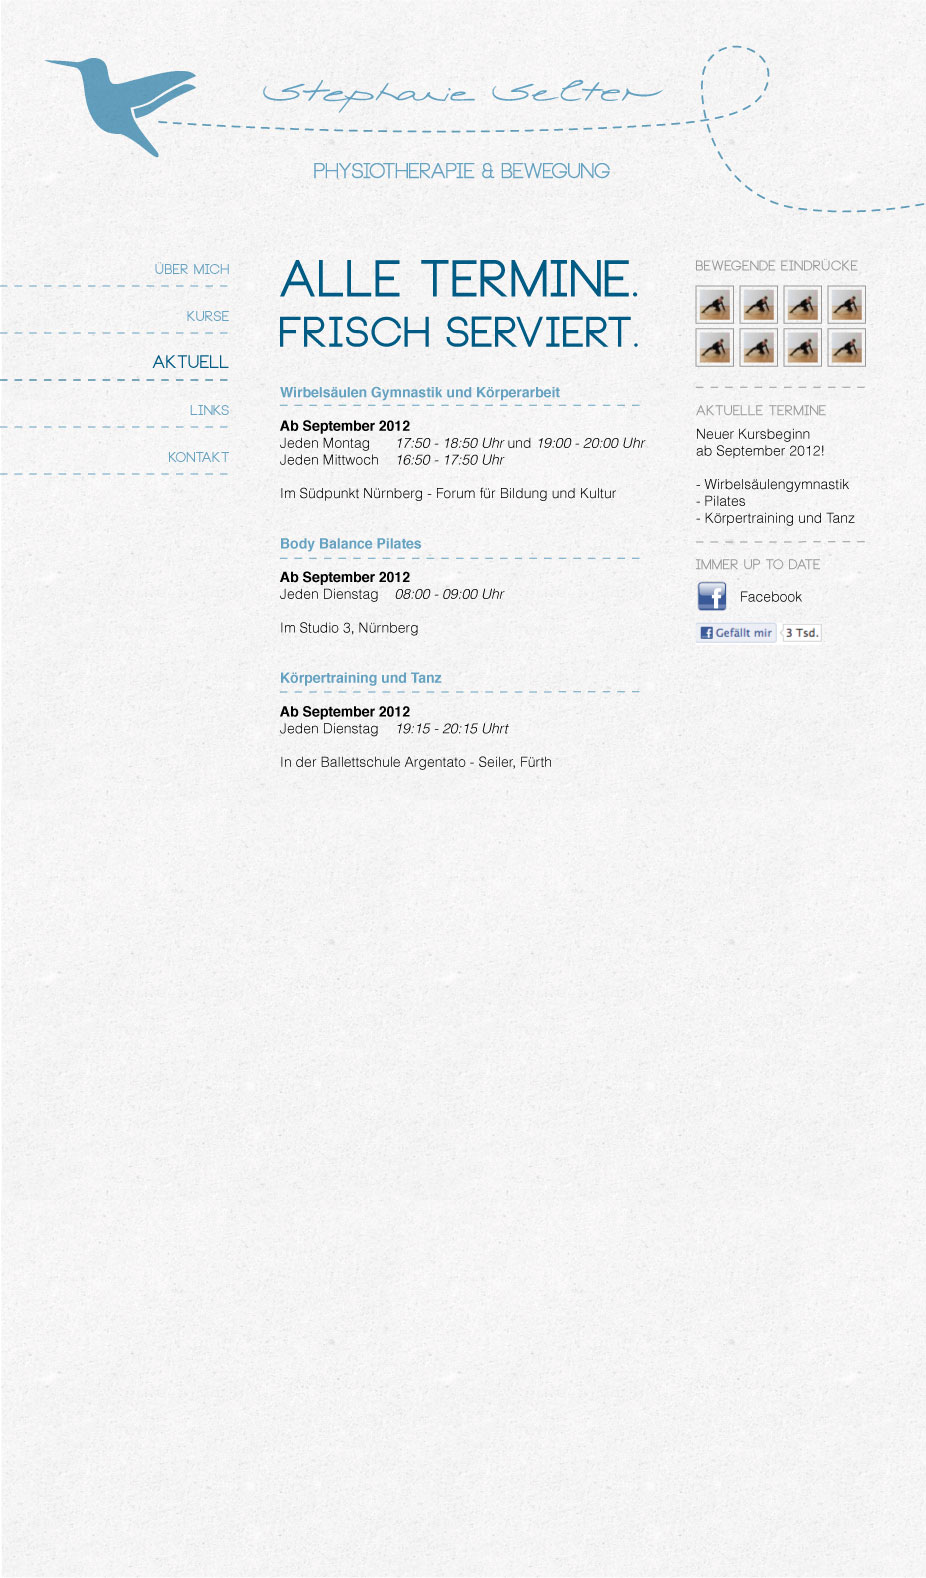 Stephanie Selter
PHYSIOTHERAPIE & BEWEGUNG
ÜBER MICH
KURSE
AKTUELL
LINKS
KONTAKT
ALLE TERMINE.
FRISCH SERVIERT.
Wirbelsäulen Gymnastik und Körperarbeit
Ab September 2012
Jeden Montag 17:50 - 18:50 Uhr und 19:00 - 20:00 Uhr
Jeden Mittwoch 16:50 - 17:50 Uhr
Im Südpunkt Nürnberg - Forum für Bildung und Kultur
Body Balance Pilates
Ab September 2012
Jeden Dienstag 08:00 - 09:00 Uhr
Im Studio 3, Nürnberg
Körpertraining und Tanz
Ab September 2012
Jeden Dienstag 19:15 - 20:15 Uhrt
In der Ballettschule Argentato - Seiler, Fürth
BEWEGENDE EINDRÜCKE
AKTUELLE TERMINE
Neuer Kursbeginn
ab September 2012!
- Wirbelsäulengymnastik
- Pilates
- Körpertraining und Tanz
IMMER UP TO DATE
f Facebook
f Gefällt mir 3 Tsd.